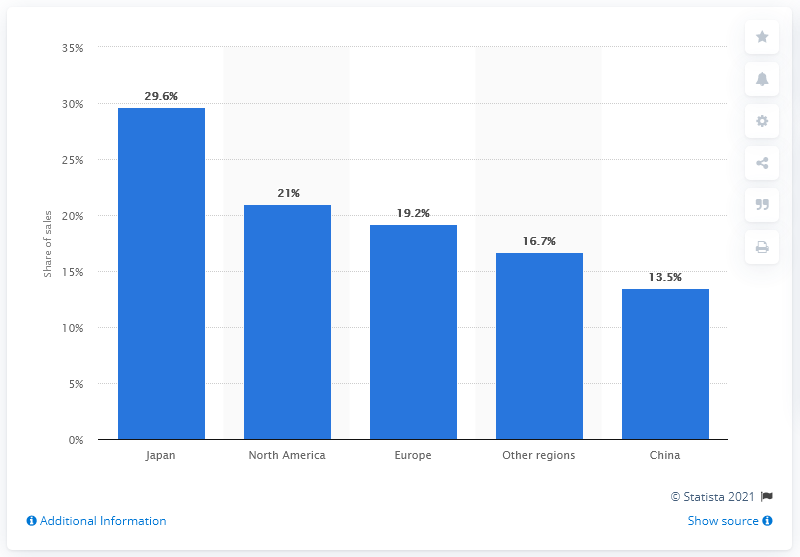 35%
30%
25%
20%
15%
10%
5%
0%
Share of sales
29.6%
21%
19.2%
16.7%
13.5%
Japan
North America
Europe
Other regions
China
© Statista 2021
Additional Information
Show source